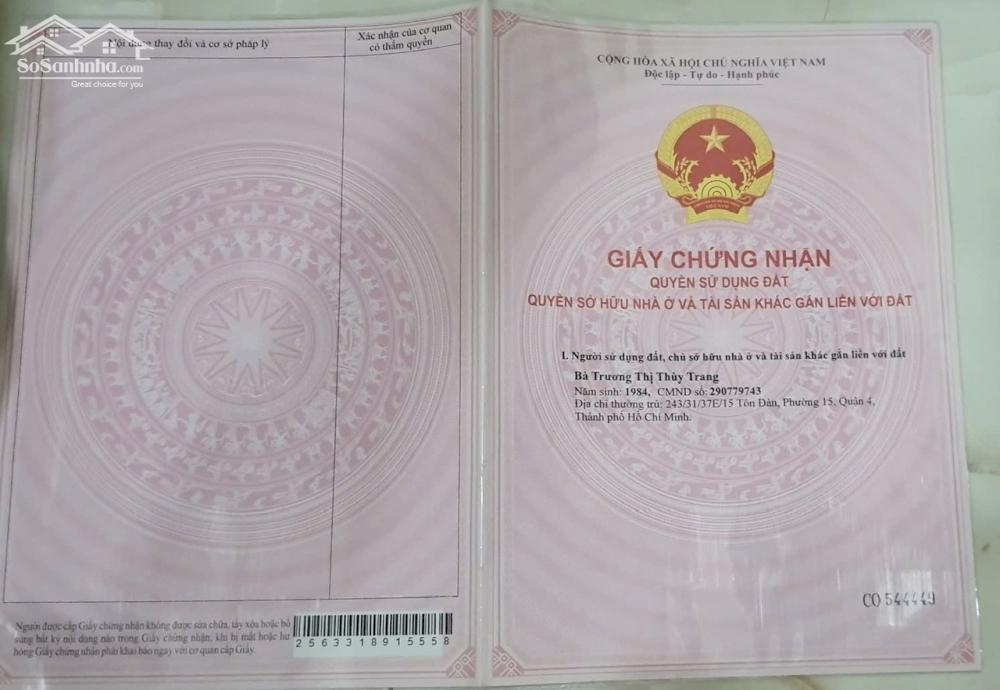 SoSanhnha.com
Great choice for you
Nội dung thay đổi và cơ sở pháp lý
Xác nhận của cơ quan
có thẩm quyền
Người được cấp Giấy chứng nhận không được sửa chữa, tẩy xóa hoặc bổ
sung bất kỳ nội dung nào trong Giấy chứng nhận; khi bị mất hoặc hư
hỏng Giấy chứng nhận phải khai báo ngay với cơ quan cấp Giấy.
2563318915558
CỘNG HÒA XÃ HỘI CHỦ NGHĨA VIỆT NAM
Độc lập - Tự do - Hạnh phúc
GIẤY CHỨNG NHẬN
QUYỀN SỬ DỤNG ĐẤT
QUYỀN SỞ HỮU NHÀ Ở VÀ TÀI SẢN KHÁC GẮN LIỀN VỚI ĐẤT
I. Người sử dụng đất, chủ sở hữu nhà ở và tài sản khác gắn liền với đất
Bà Trương Thị Thùy Trang
Năm sinh: 1984, CMND số: 290779743
Địa chỉ thường trú: 243/31/37E/15 Tôn Đản, Phường 15, Quận 4,
Thành phố Hồ Chí Minh.
CO 544449